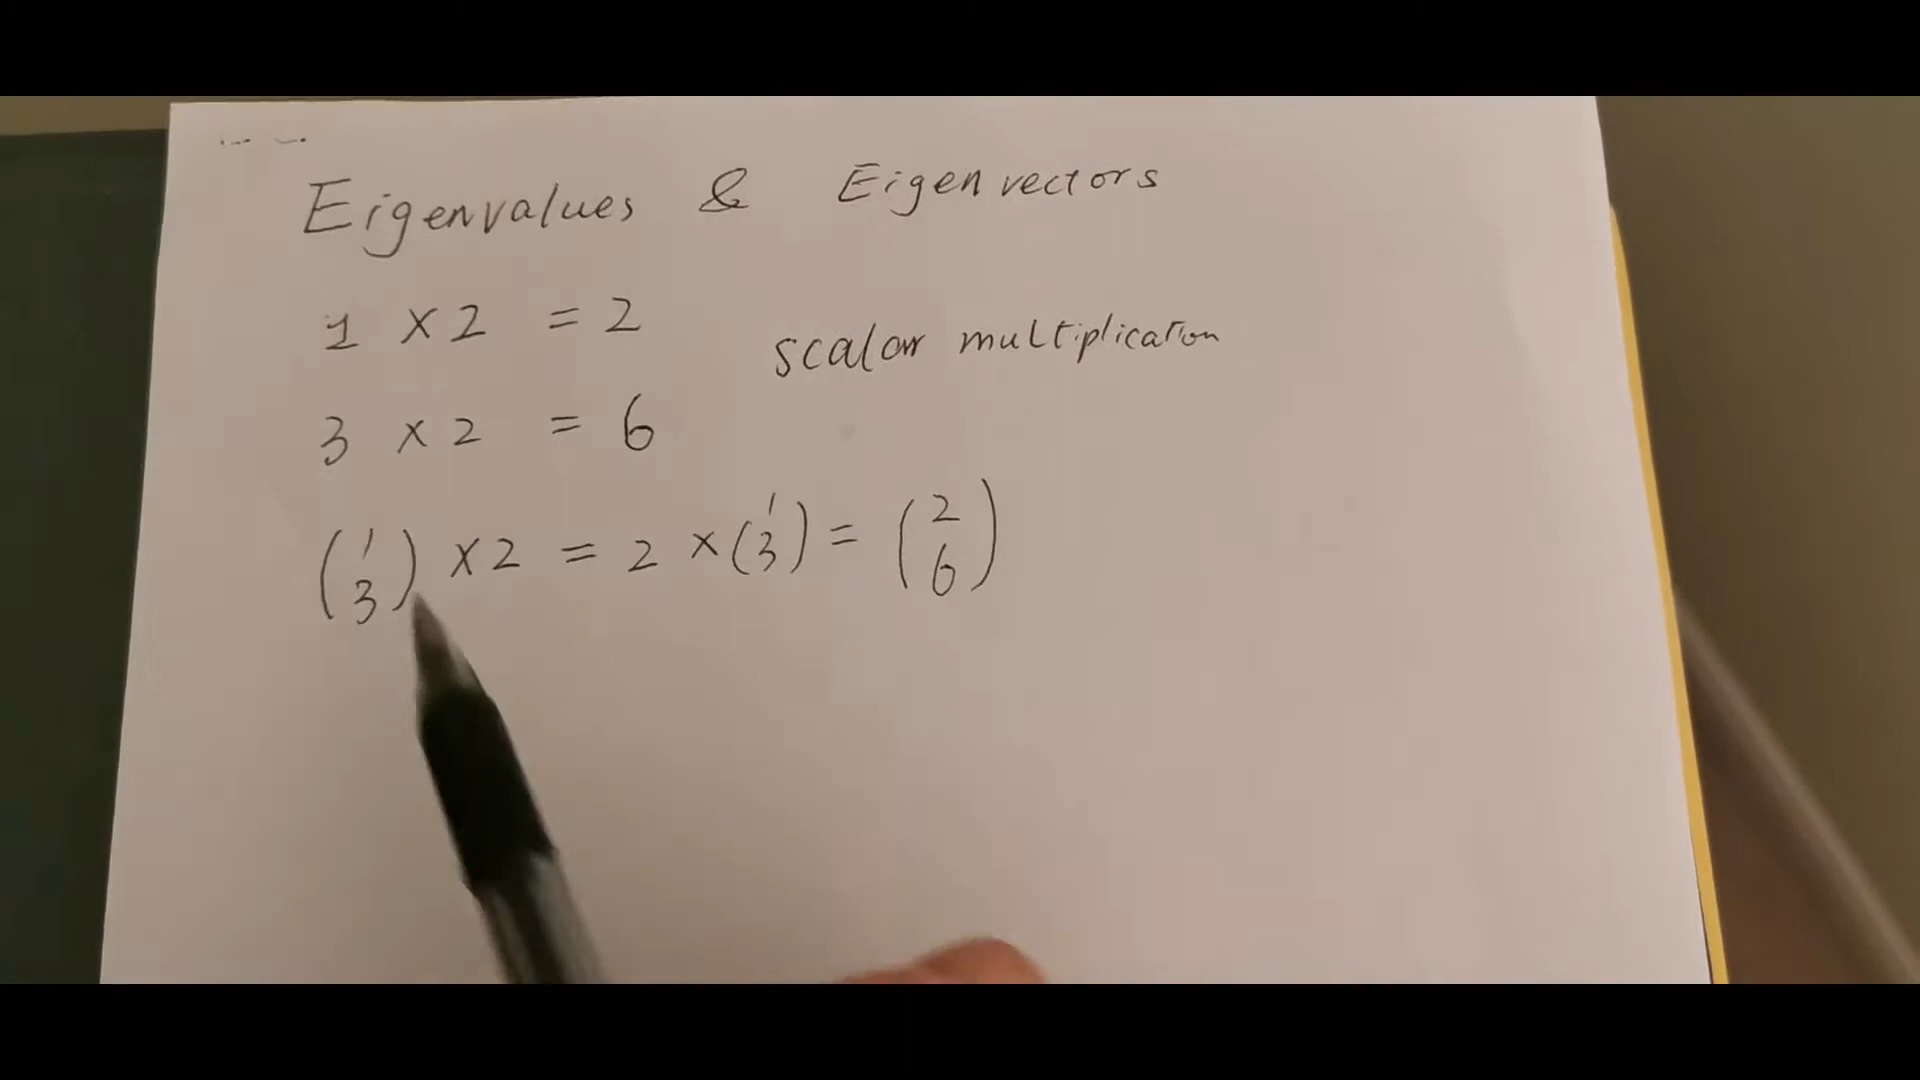 Eigenvalues & Eigenvectors
1 × 2 = 2
scalar multiplication
3 × 2 = 6
(1 3) × 2 = 2 × (1 3) = (2 6)